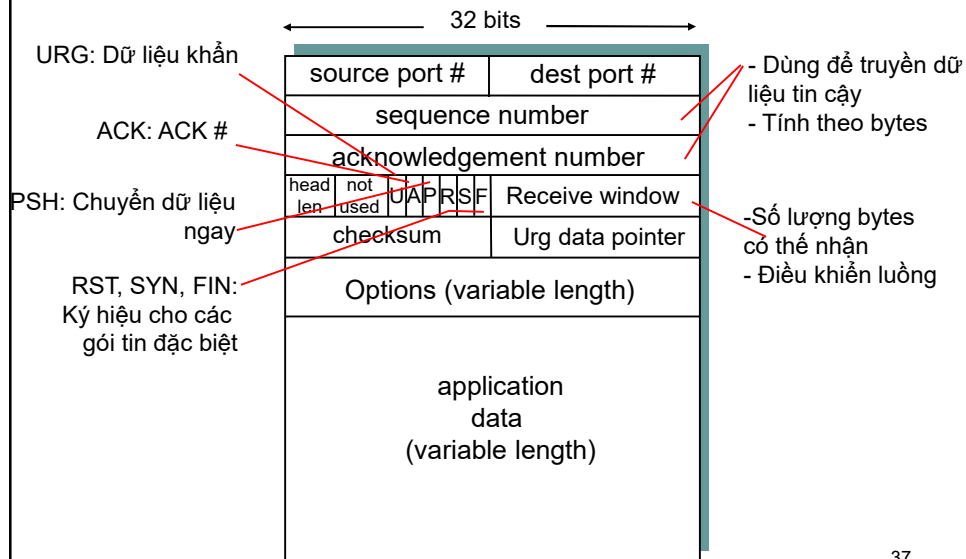 32 bits
URG: Dữ liệu khẩn
source port #
dest port #
- Dùng để truyền dữ
liệu tin cậy
- Tính theo bytes
sequence number
ACK: ACK #
acknowledgement number
PSH: Chuyển dữ liệu
ngay
head
len
not
used
U
A
P
R
S
F
Receive window
-Số lượng bytes
có thể nhận
- Điều khiển luồng
checksum
Urg data pointer
RST, SYN, FIN:
Ký hiệu cho các
gói tin đặc biệt
Options (variable length)
application
data
(variable length)
37